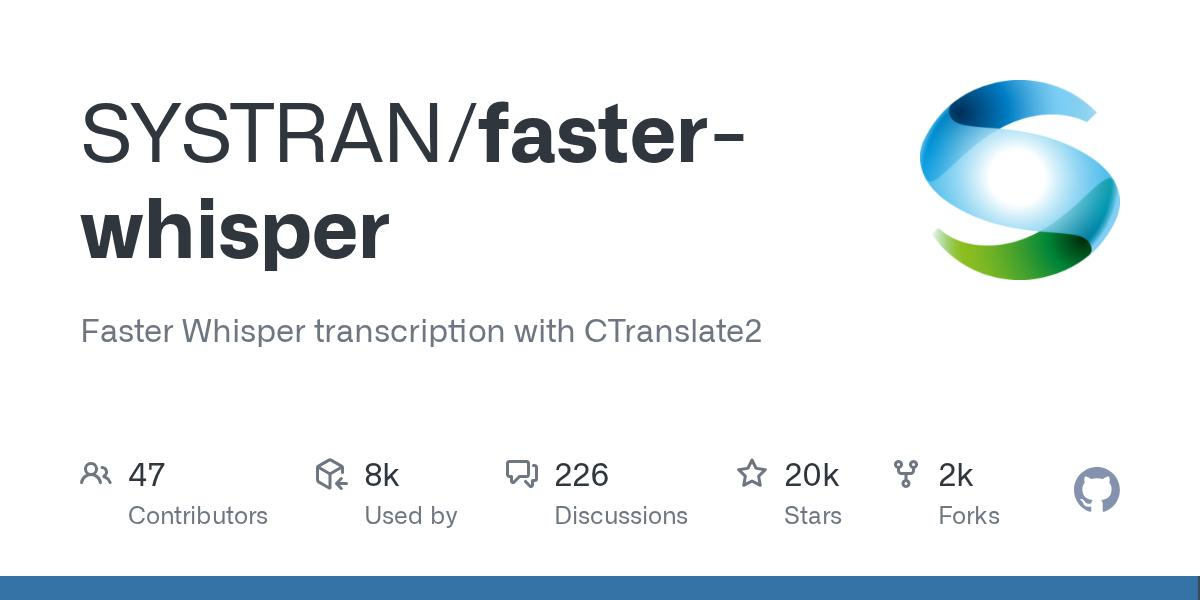 SYSTRAN/faster-
whisper
Faster Whisper transcription with CTranslate2
47 8k 226 20k 2k
Contributors Used by Discussions Stars Forks